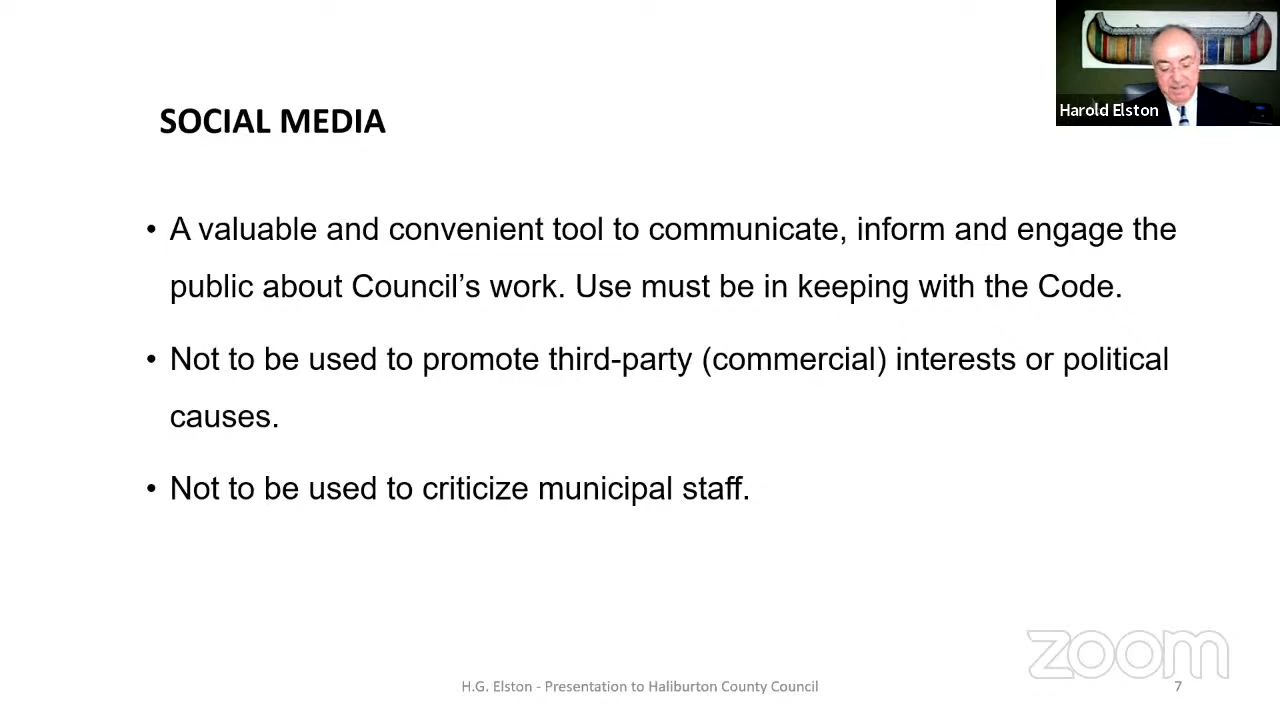 Harold Elston
SOCIAL MEDIA
• A valuable and convenient tool to communicate, inform and engage the
public about Council’s work. Use must be in keeping with the Code.
• Not to be used to promote third-party (commercial) interests or political
causes.
• Not to be used to criticize municipal staff.
zoom
H.G. Elston - Presentation to Haliburton County Council
7